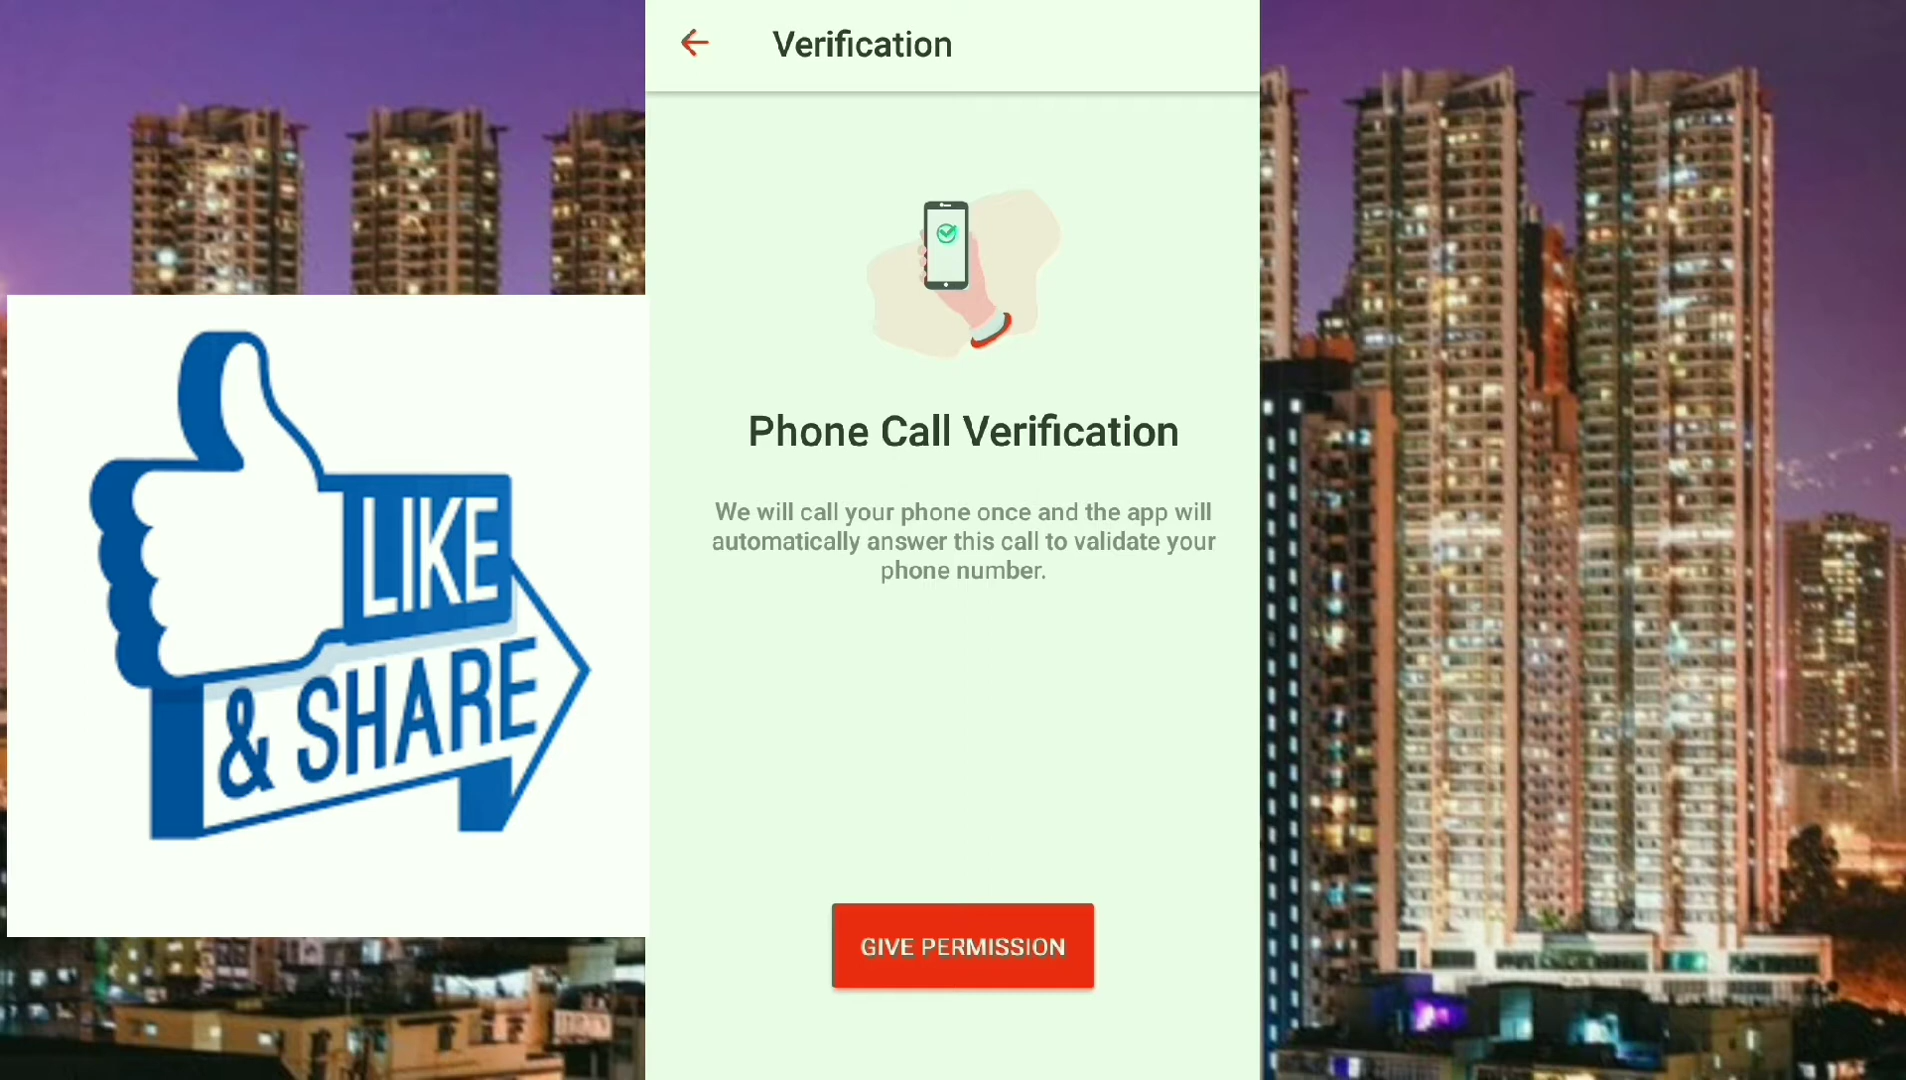 Verification
LIKE
& SHARE
Phone Call Verification
We will call your phone once and the app will
automatically answer this call to validate your
phone number.
GIVE PERMISSION